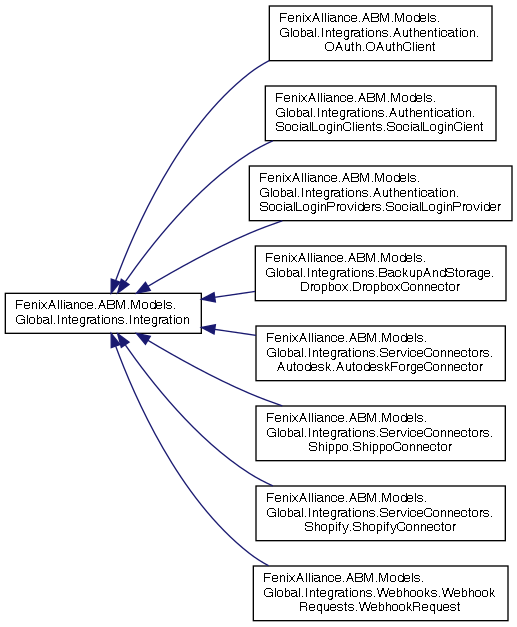 FenixAlliance.ABM.Models.
Global.Integrations.Authentication.
OAuth.OAuthClient
FenixAlliance.ABM.Models.
Global.Integrations.Authentication.
SocialLoginClients.SocialLoginCient
FenixAlliance.ABM.Models.
Global.Integrations.Authentication.
SocialLoginProviders.SocialLoginProvider
FenixAlliance.ABM.Models.
Global.Integrations.BackupAndStorage.
Dropbox.DropboxConnector
FenixAlliance.ABM.Models.
Global.Integrations.Integration
FenixAlliance.ABM.Models.
Global.Integrations.ServiceConnectors.
Autodesk.AutodeskForgeConnector
FenixAlliance.ABM.Models.
Global.Integrations.ServiceConnectors.
Shippo.ShippoConnector
FenixAlliance.ABM.Models.
Global.Integrations.ServiceConnectors.
Shopify.ShopifyConnector
FenixAlliance.ABM.Models.
Global.Integrations.Webhooks.Webhook
Requests.WebhookRequest